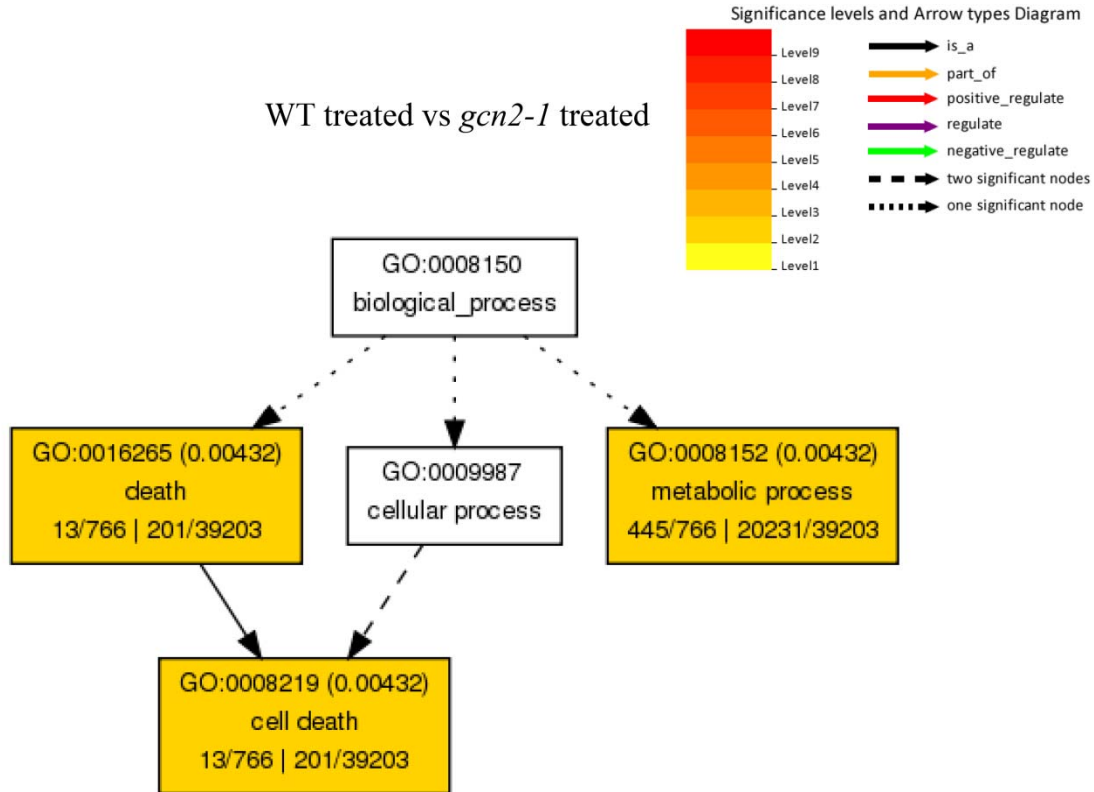 Significance levels and Arrow types Diagram
Level9
Level8
Level7
Level6
Level5
Level4
Level3
Level2
Level1
is_a
part_of
positive_regulate
regulate
negative_regulate
two significant nodes
one significant node
WT treated vs gcn2-1 treated
GO:0008150
biological_process
GO:0016265 (0.00432)
death
13/766 | 201/39203
GO:0009987
cellular process
GO:0008152 (0.00432)
metabolic process
445/766 | 20231/39203
GO:0008219 (0.00432)
cell death
13/766 | 201/39203